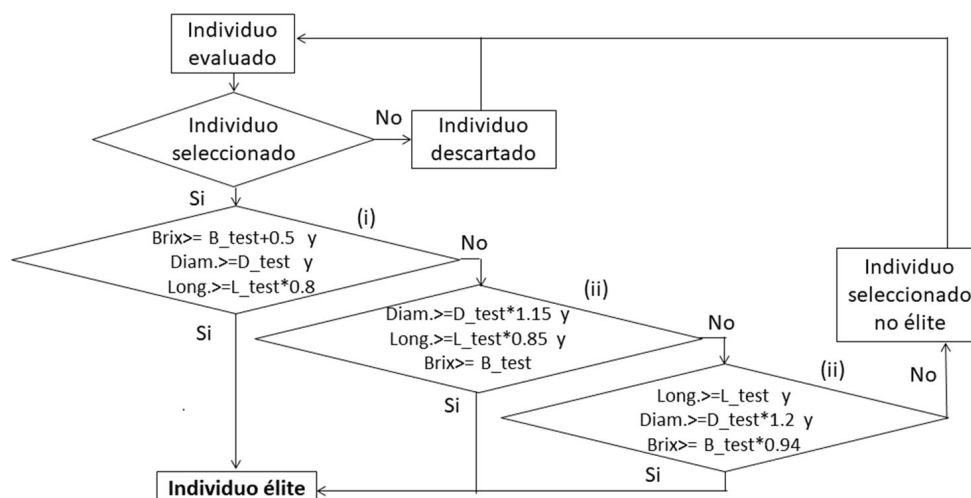 Individuo
evaluado
Individuo
seleccionado
No
Individuo
descartado
Si
(i)
Brix>= B_test+0.5 y
Diam.>=D_test y
Long.>=L_test*0.8
No
Si
(ii)
Diam.>=D_test*1.15 y
Long.>=L_test*0.85 y
Brix>= B_test
No
Si
(ii)
Long.>=L_test y
Diam.>=D_test*1.2 y
Brix>= B_test*0.94
No
Si
Individuo
seleccionado
no élite
Individuo élite